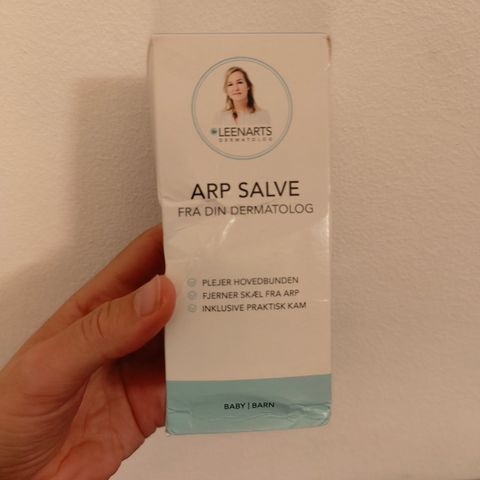 LEENARTS
DERMATOLOG
ARP SALVE
FRA DIN DERMATOLOG
PLEJER HOVEDBUNDEN
FJERNER SKÆL FRA ARP
INKLUSIVE PRAKTISK KAM
BABY | BARN